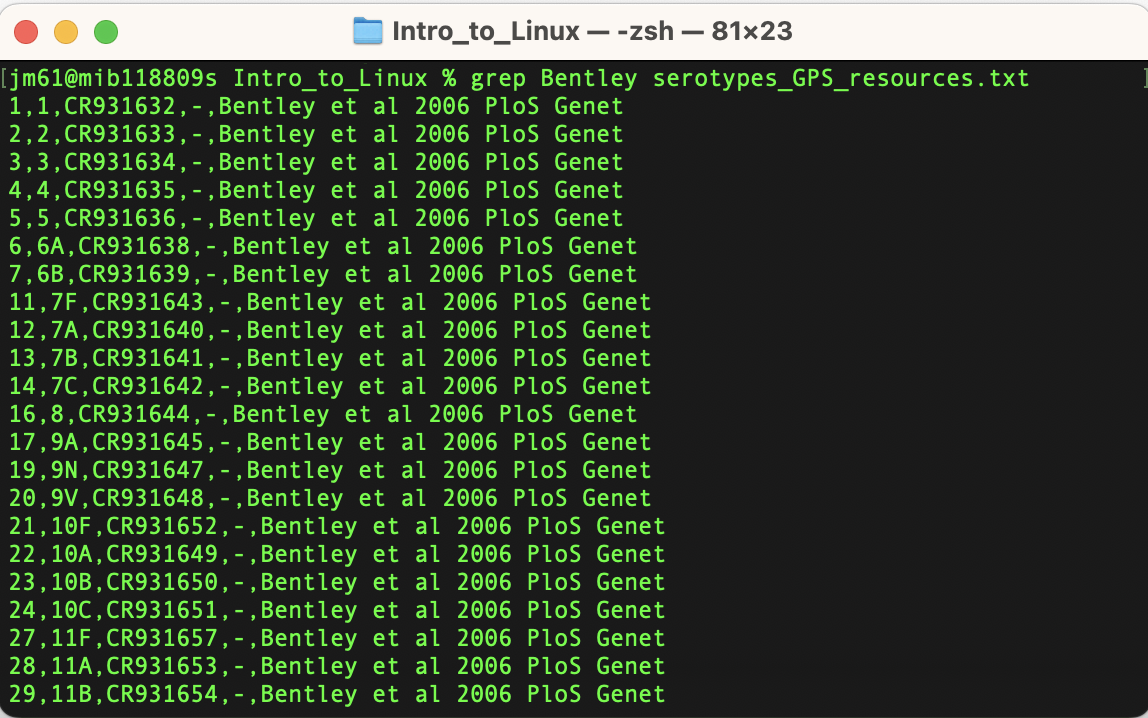 Intro_to_Linux — -zsh — 81×23
[jm61@mib118809s Intro_to_Linux % grep Bentley serotypes_GPS_resources.txt ]
1,1,CR931632,-,Bentley et al 2006 PloS Genet
2,2,CR931633,-,Bentley et al 2006 PloS Genet
3,3,CR931634,-,Bentley et al 2006 PloS Genet
4,4,CR931635,-,Bentley et al 2006 PloS Genet
5,5,CR931636,-,Bentley et al 2006 PloS Genet
6,6A,CR931638,-,Bentley et al 2006 PloS Genet
7,6B,CR931639,-,Bentley et al 2006 PloS Genet
11,7F,CR931643,-,Bentley et al 2006 PloS Genet
12,7A,CR931640,-,Bentley et al 2006 PloS Genet
13,7B,CR931641,-,Bentley et al 2006 PloS Genet
14,7C,CR931642,-,Bentley et al 2006 PloS Genet
16,8,CR931644,-,Bentley et al 2006 PloS Genet
17,9A,CR931645,-,Bentley et al 2006 PloS Genet
19,9N,CR931647,-,Bentley et al 2006 PloS Genet
20,9V,CR931648,-,Bentley et al 2006 PloS Genet
21,10F,CR931652,-,Bentley et al 2006 PloS Genet
22,10A,CR931649,-,Bentley et al 2006 PloS Genet
23,10B,CR931650,-,Bentley et al 2006 PloS Genet
24,10C,CR931651,-,Bentley et al 2006 PloS Genet
27,11F,CR931657,-,Bentley et al 2006 PloS Genet
28,11A,CR931653,-,Bentley et al 2006 PloS Genet
29,11B,CR931654,-,Bentley et al 2006 PloS Genet